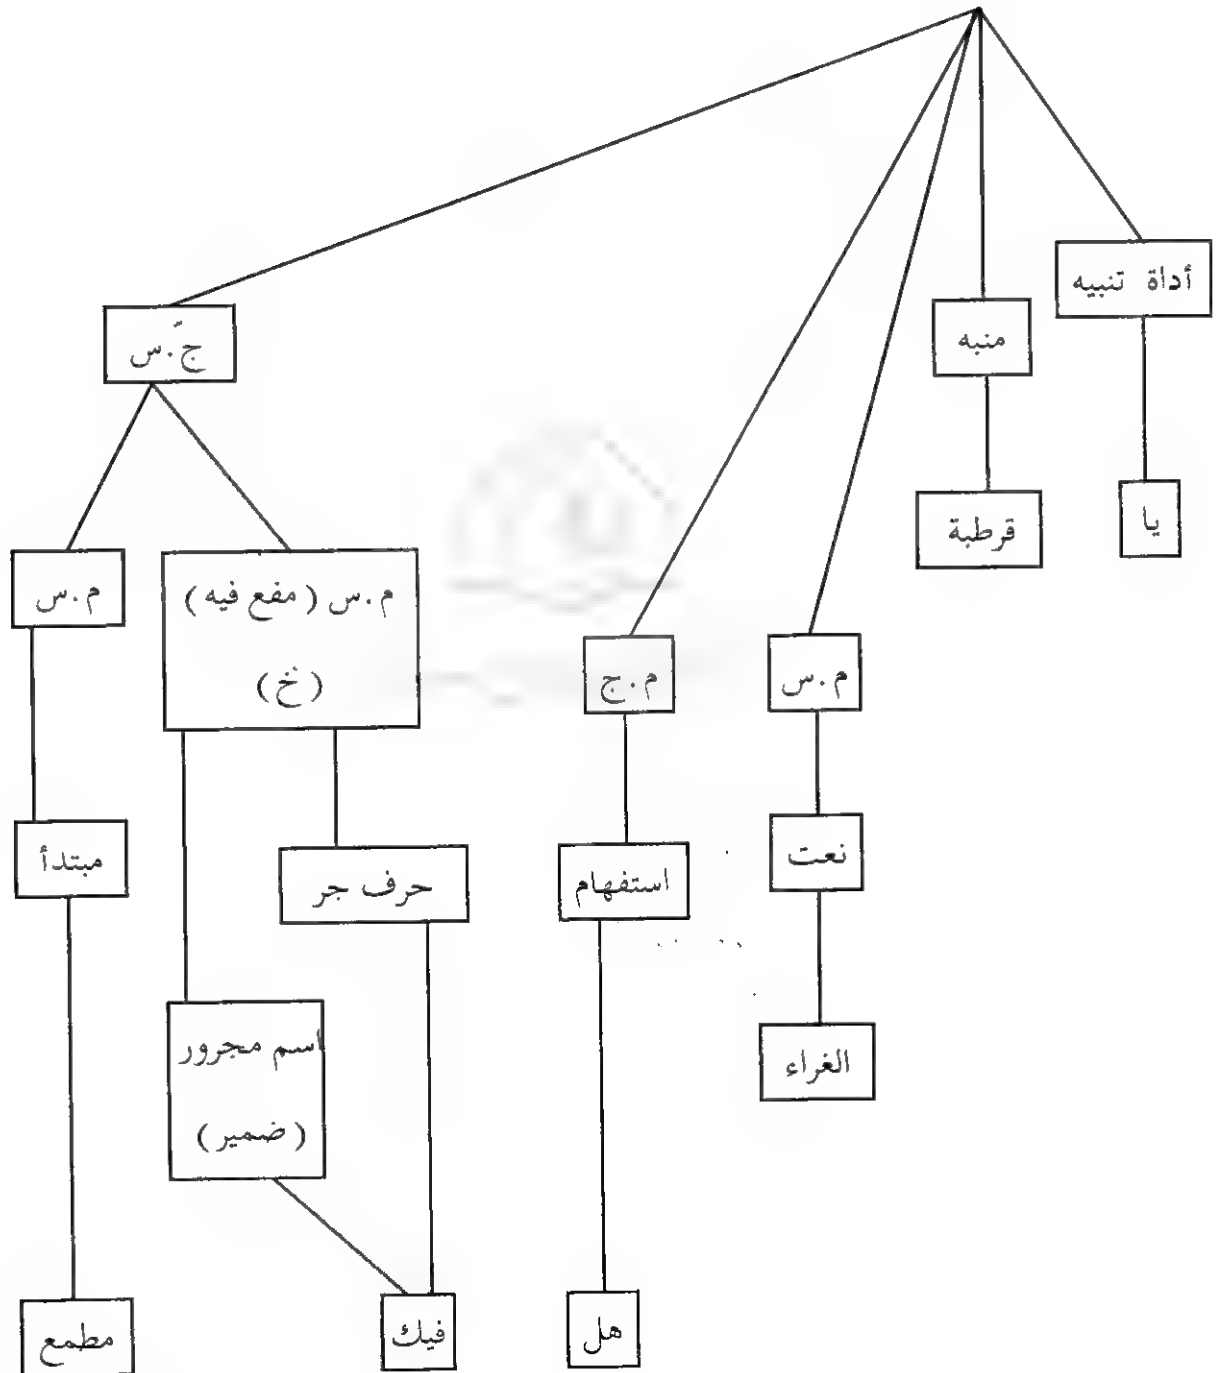 أداة تنبيه
منبه
جّ.س
يا
قرطبة
م.س (مفع فيه)
(خ)
م.س
م.س
م.ج
نعت
مبتدأ
استفهام
حرف جر
الغراء
اسم مجرور
(ضمير)
هل
فيك
مطمع